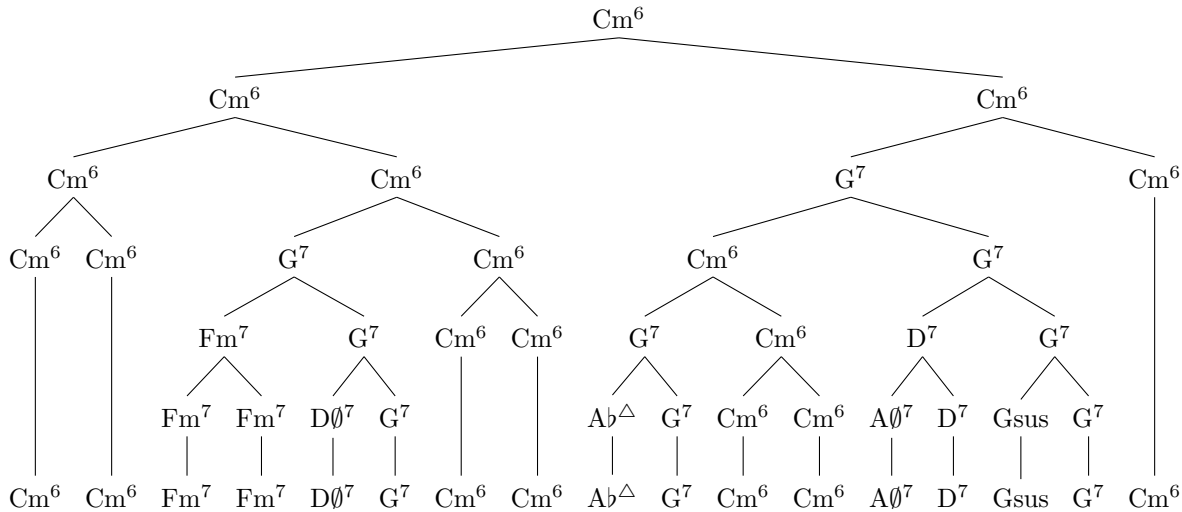 Cm⁶
Cm⁶ Cm⁶
Cm⁶ Cm⁶ G⁷ Cm⁶
Cm⁶ Cm⁶ G⁷ Cm⁶ Cm⁶ G⁷
Fm⁷ G⁷ Cm⁶ Cm⁶ G⁷ Cm⁶ D⁷ G⁷
Fm⁷ Fm⁷ D∅⁷ G⁷ A♭△ G⁷ Cm⁶ Cm⁶ A∅⁷ D⁷ Gsus G⁷
Cm⁶ Cm⁶ Fm⁷ Fm⁷ D∅⁷ G⁷ Cm⁶ Cm⁶ A♭△ G⁷ Cm⁶ Cm⁶ A∅⁷ D⁷ Gsus G⁷ Cm⁶